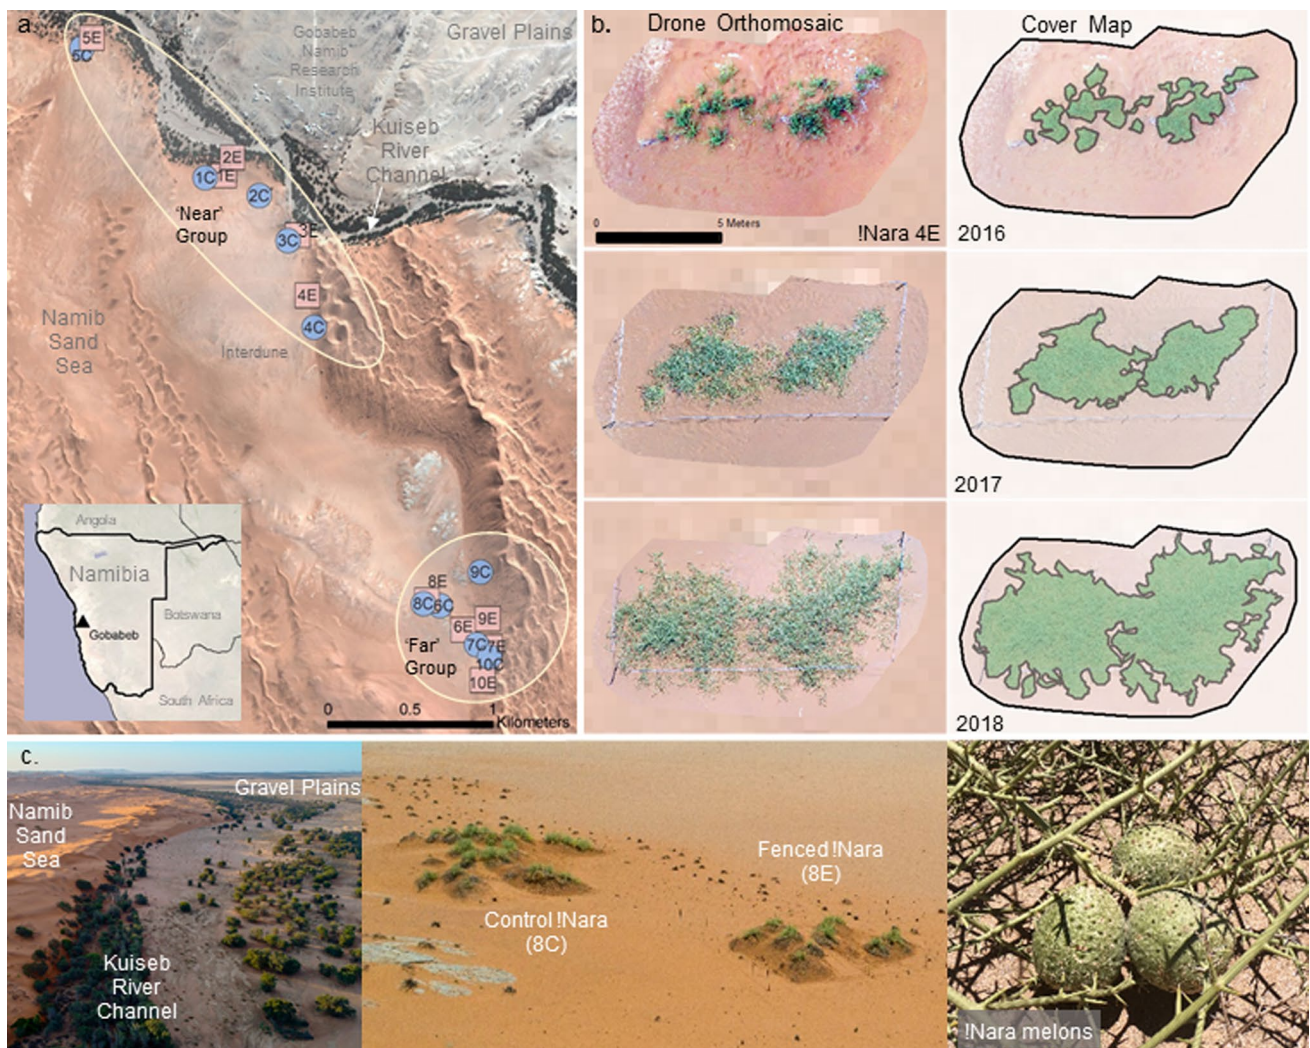 a
5E
5C
Gobabeb
Namib
Research
Institute
Gravel Plains
Kuiseb
River
Channel
2E
1C
1E
2C
'Near'
Group
3E
3C
4E
4C
Namib
Sand
Sea
Interdune
9C
8E
8C
6C
6E
9E
7C
7E
'Far'
Group
10C
10E
0 0.5 1
Kilometers
Angola
Namibia
Botswana
Gobabeb
South Africa
b.
Drone Orthomosaic
Cover Map
0 5 Meters
!Nara 4E
2016
2017
2018
c.
Gravel Plains
Namib
Sand
Sea
Kuiseb
River
Channel
Control !Nara
(8C)
Fenced !Nara
(8E)
!Nara melons